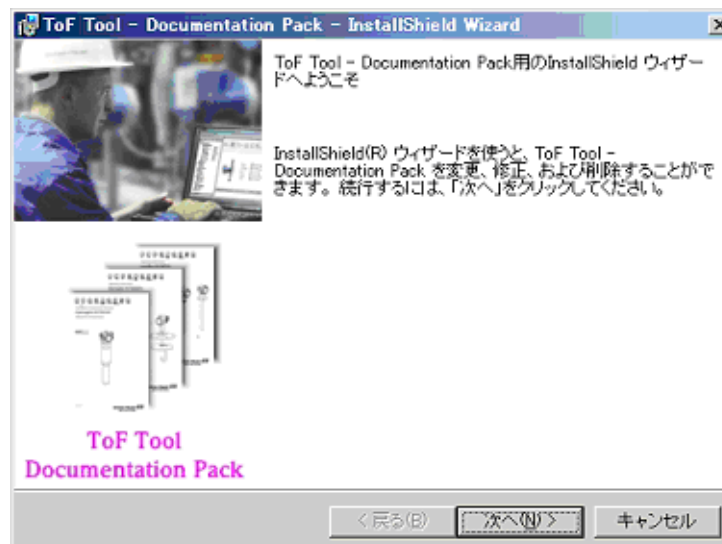 ToF Tool - Documentation Pack - InstallShield Wizard
ToF Tool - Documentation Pack用のInstallShield ウィザー
ドへようこそ
InstallShield(R) ウィザードを使うと、ToF Tool -
Documentation Pack を変更、修正、および削除することがで
きます。続行するには、「次へ」をクリックしてください。
ToF Tool
Documentation Pack
< 戻る(B)
次へ(N) >
キャンセル